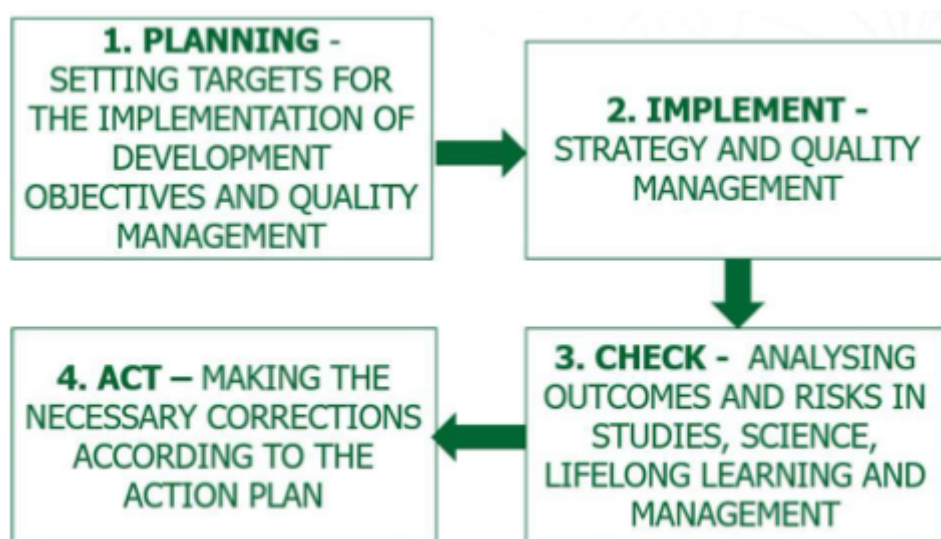 1. PLANNING -
SETTING TARGETS FOR
THE IMPLEMENTATION OF
DEVELOPMENT
OBJECTIVES AND QUALITY
MANAGEMENT
2. IMPLEMENT -
STRATEGY AND QUALITY
MANAGEMENT
3. CHECK - ANALYSING
OUTCOMES AND RISKS IN
STUDIES, SCIENCE,
LIFELONG LEARNING AND
MANAGEMENT
4. ACT – MAKING THE
NECESSARY CORRECTIONS
ACCORDING TO THE
ACTION PLAN